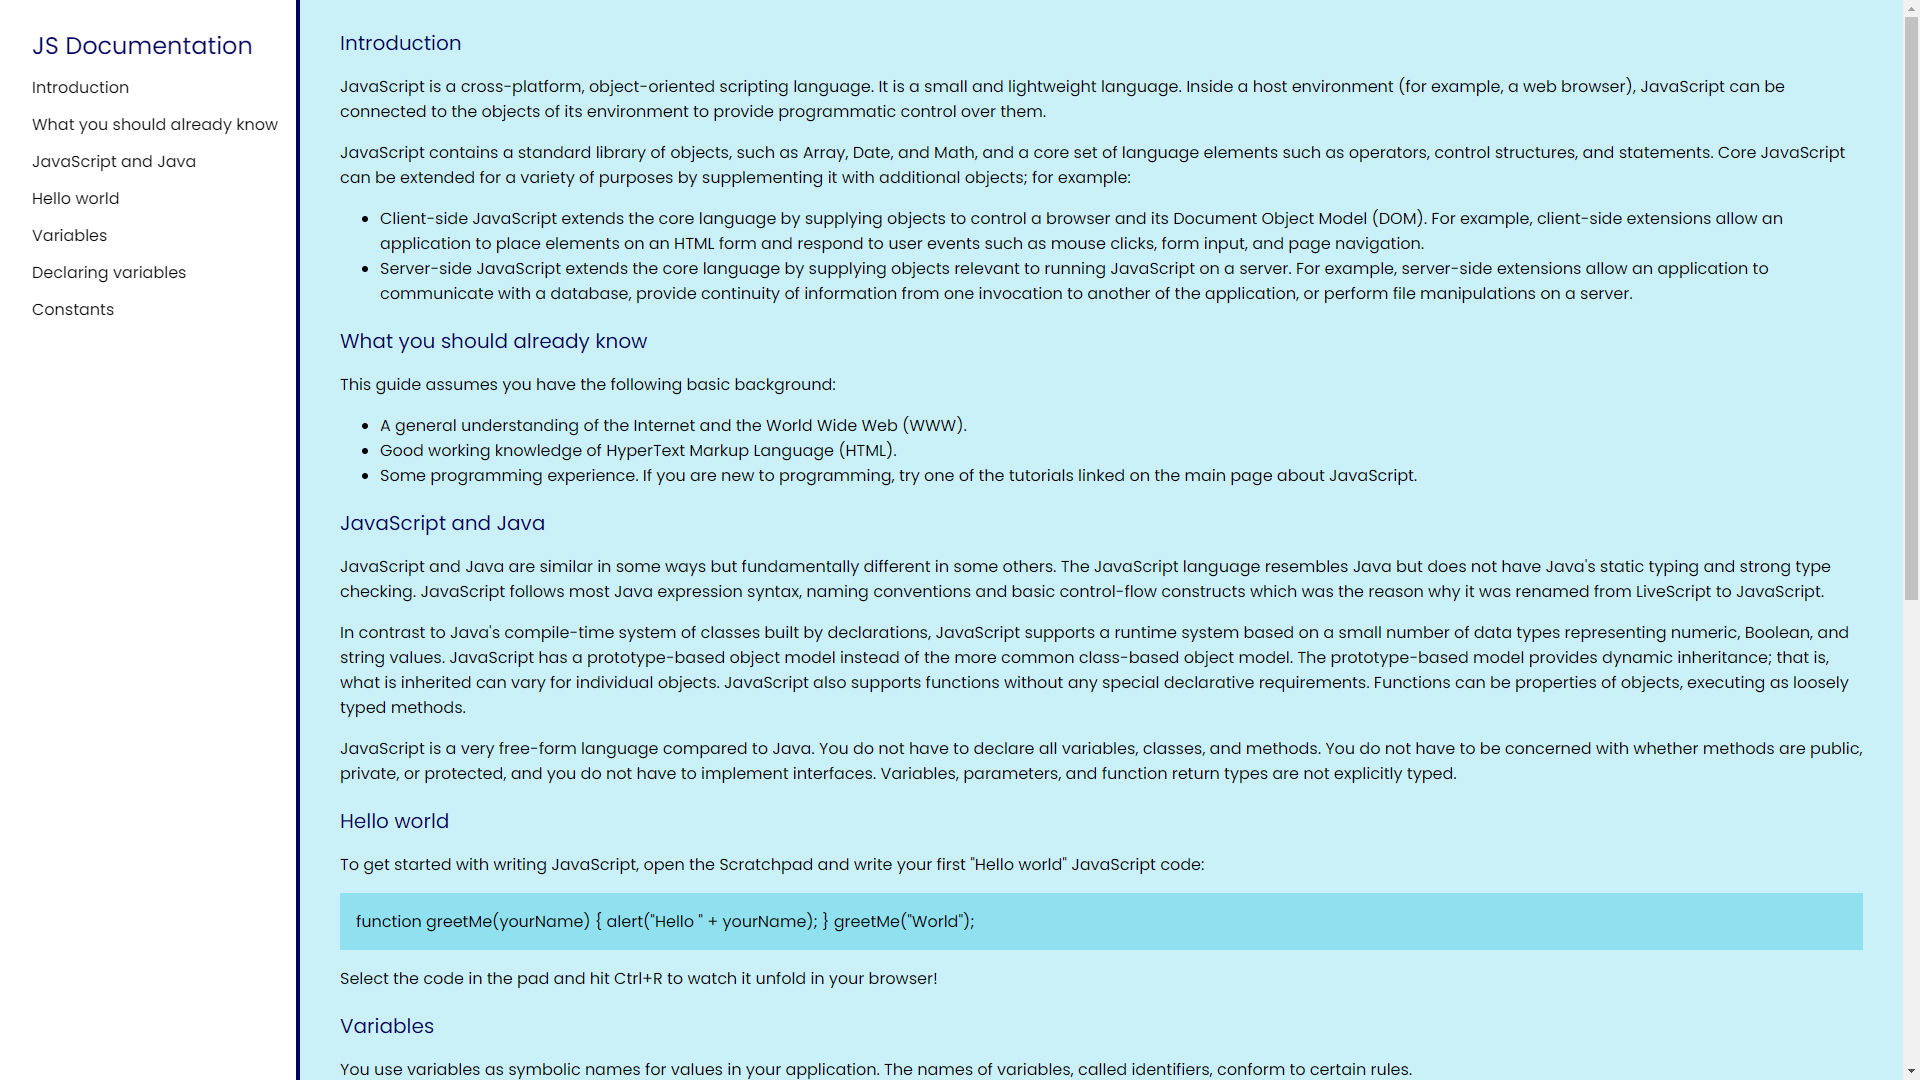 JS Documentation
Introduction
What you should already know
JavaScript and Java
Hello world
Variables
Declaring variables
Constants
Introduction
JavaScript is a cross-platform, object-oriented scripting language. It is a small and lightweight language. Inside a host environment (for example, a web browser), JavaScript can be
connected to the objects of its environment to provide programmatic control over them.
JavaScript contains a standard library of objects, such as Array, Date, and Math, and a core set of language elements such as operators, control structures, and statements. Core JavaScript
can be extended for a variety of purposes by supplementing it with additional objects; for example:
• Client-side JavaScript extends the core language by supplying objects to control a browser and its Document Object Model (DOM). For example, client-side extensions allow an
application to place elements on an HTML form and respond to user events such as mouse clicks, form input, and page navigation.
• Server-side JavaScript extends the core language by supplying objects relevant to running JavaScript on a server. For example, server-side extensions allow an application to
communicate with a database, provide continuity of information from one invocation to another of the application, or perform file manipulations on a server.
What you should already know
This guide assumes you have the following basic background:
• A general understanding of the Internet and the World Wide Web (WWW).
• Good working knowledge of HyperText Markup Language (HTML).
• Some programming experience. If you are new to programming, try one of the tutorials linked on the main page about JavaScript.
JavaScript and Java
JavaScript and Java are similar in some ways but fundamentally different in some others. The JavaScript language resembles Java but does not have Java's static typing and strong type
checking. JavaScript follows most Java expression syntax, naming conventions and basic control-flow constructs which was the reason why it was renamed from LiveScript to JavaScript.
In contrast to Java's compile-time system of classes built by declarations, JavaScript supports a runtime system based on a small number of data types representing numeric, Boolean, and
string values. JavaScript has a prototype-based object model instead of the more common class-based object model. The prototype-based model provides dynamic inheritance; that is,
what is inherited can vary for individual objects. JavaScript also supports functions without any special declarative requirements. Functions can be properties of objects, executing as loosely
typed methods.
JavaScript is a very free-form language compared to Java. You do not have to declare all variables, classes, and methods. You do not have to be concerned with whether methods are public,
private, or protected, and you do not have to implement interfaces. Variables, parameters, and function return types are not explicitly typed.
Hello world
To get started with writing JavaScript, open the Scratchpad and write your first "Hello world" JavaScript code:
function greetMe(yourName) { alert("Hello " + yourName); } greetMe("World");
Select the code in the pad and hit Ctrl+R to watch it unfold in your browser!
Variables
You use variables as symbolic names for values in your application. The names of variables, called identifiers, conform to certain rules.